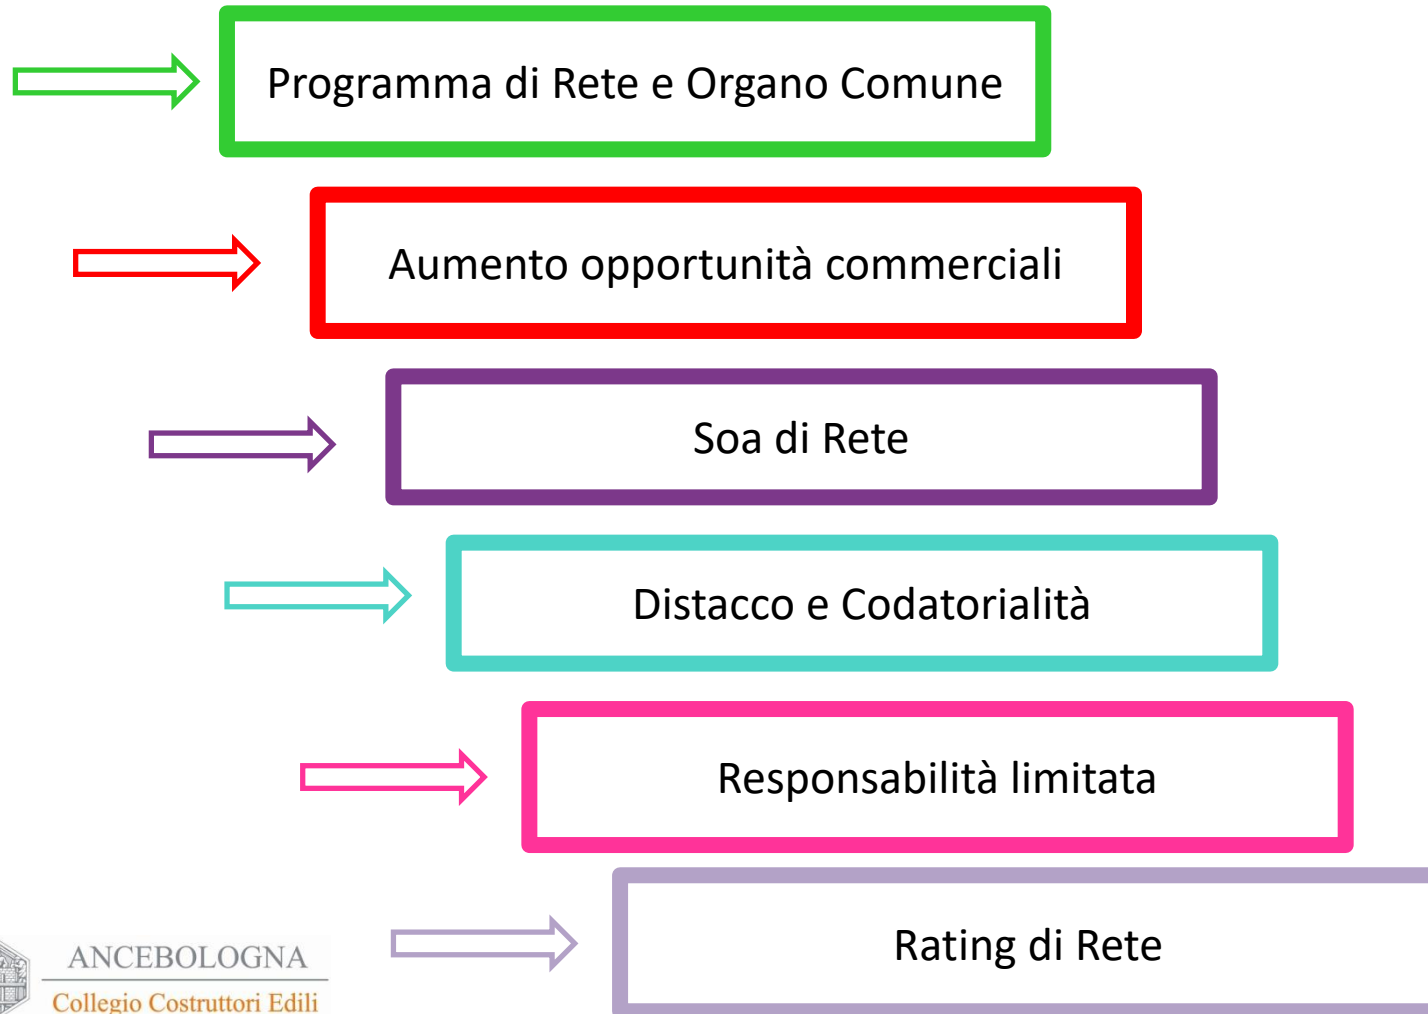 Programma di Rete e Organo Comune
Aumento opportunità commerciali
Soa di Rete
Distacco e Codatorialità
Responsabilità limitata
Rating di Rete
ANCEBOLOGNA
Collegio Costruttori Edili